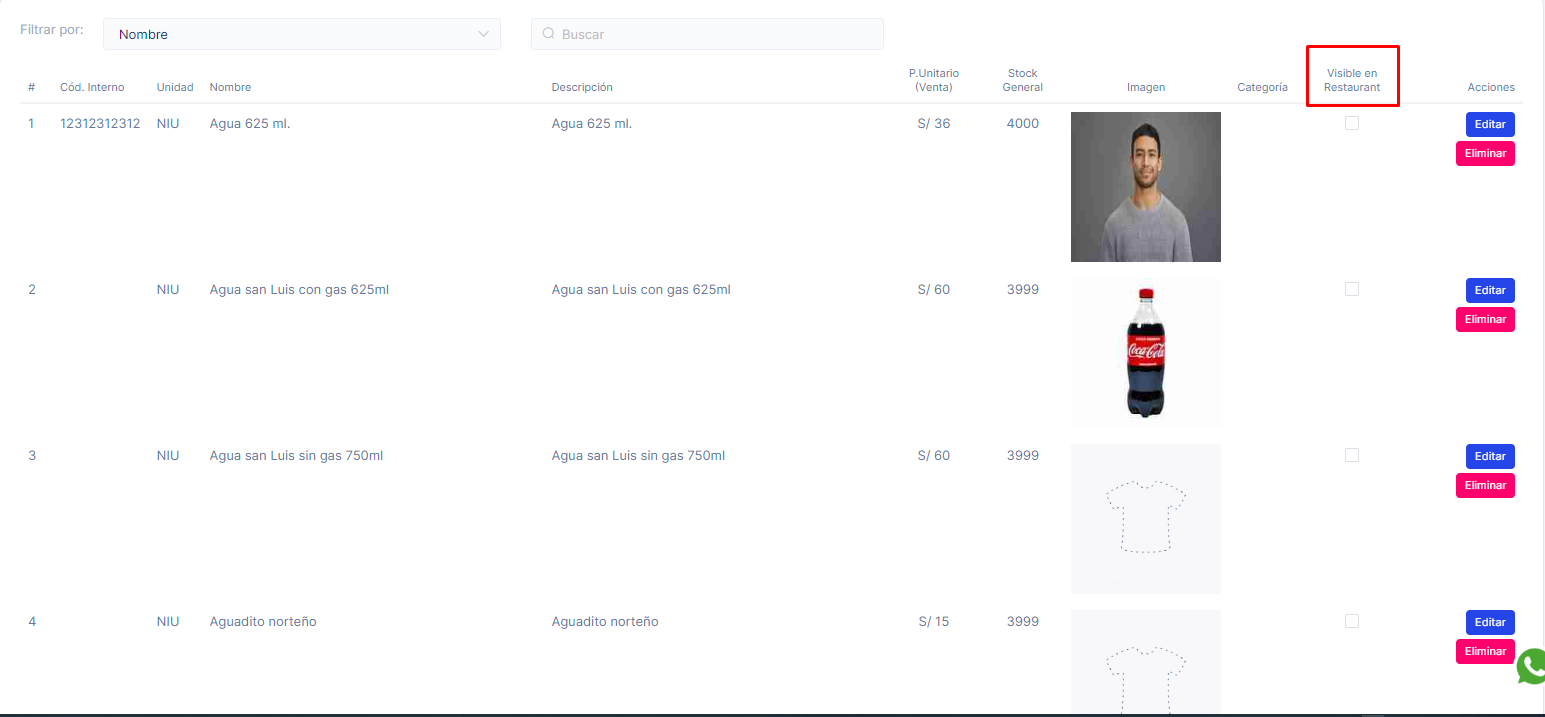 Filtrar por:
Nombre
Buscar
# Cód. Interno Unidad Nombre Descripción P.Unitario (Venta) Stock General Imagen Categoría Visible en Restaurant Acciones
1 12312312312 NIU Agua 625 ml. Agua 625 ml. S/ 36 4000 Editar
Eliminar
2 NIU Agua san Luis con gas 625ml Agua san Luis con gas 625ml S/ 60 3999 Editar
Eliminar
Coca-Cola
3 NIU Agua san Luis sin gas 750ml Agua san Luis sin gas 750ml S/ 60 3999 Editar
Eliminar
4 NIU Aguadito norteño Aguadito norteño S/ 15 3999 Editar
Eliminar